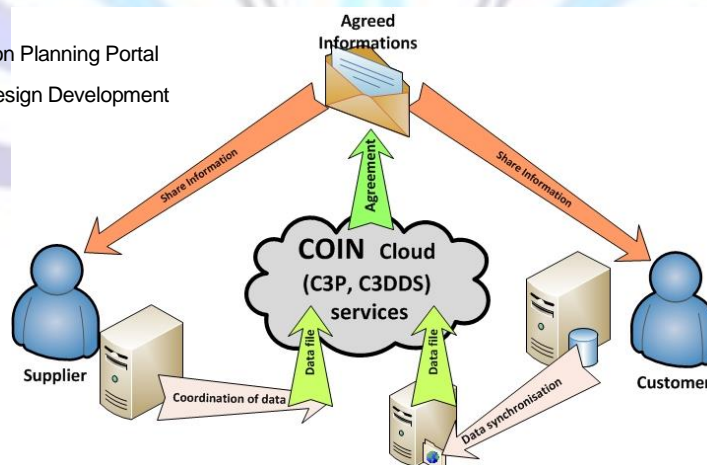 Agreed
Informations
on Planning Portal
esign Development
Share Information
Share Information
Agreement
COIN Cloud
(C3P, C3DDS)
services
Data file
Data file
Supplier
Coordination of data
Data synchronisation
Customer